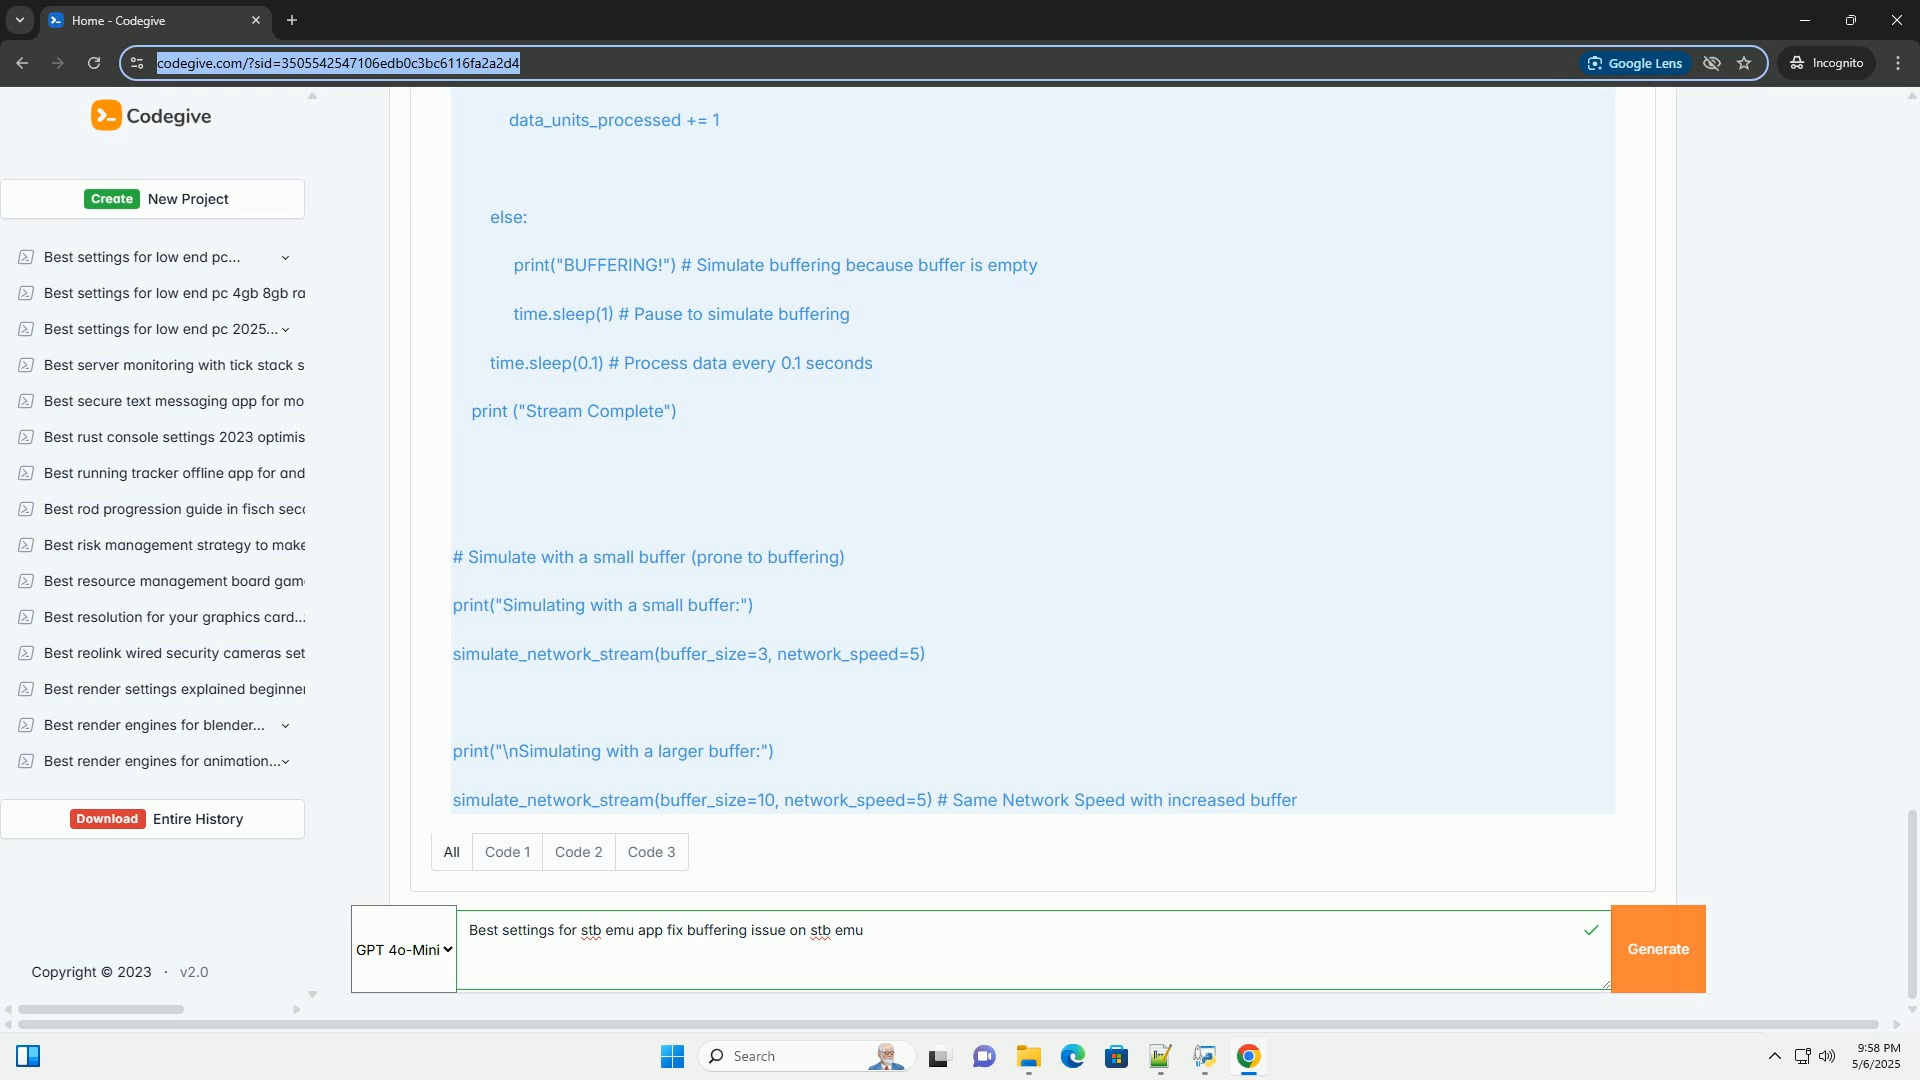 Home - Codegive
codegive.com/?sid=3505542547106edb0c3bc6116fa2a2d4
Google Lens
Incognito
Codegive
Create New Project
Best settings for low end pc...
Best settings for low end pc 4gb 8gb ra
Best settings for low end pc 2025...
Best server monitoring with tick stack s
Best secure text messaging app for mo
Best rust console settings 2023 optimis
Best running tracker offline app for and
Best rod progression guide in fisch seco
Best risk management strategy to make
Best resource management board gam
Best resolution for your graphics card...
Best reolink wired security cameras set
Best render settings explained beginner
Best render engines for blender...
Best render engines for animation...
Download Entire History
Copyright © 2023 · v2.0
data_units_processed += 1
else:
print("BUFFERING!") # Simulate buffering because buffer is empty
time.sleep(1) # Pause to simulate buffering
time.sleep(0.1) # Process data every 0.1 seconds
print ("Stream Complete")
# Simulate with a small buffer (prone to buffering)
print("Simulating with a small buffer:")
simulate_network_stream(buffer_size=3, network_speed=5)
print("\nSimulating with a larger buffer:")
simulate_network_stream(buffer_size=10, network_speed=5) # Same Network Speed with increased buffer
All Code 1 Code 2 Code 3
GPT 4o-Mini
Best settings for stb emu app fix buffering issue on stb emu
Generate
Search
9:58 PM
5/6/2025